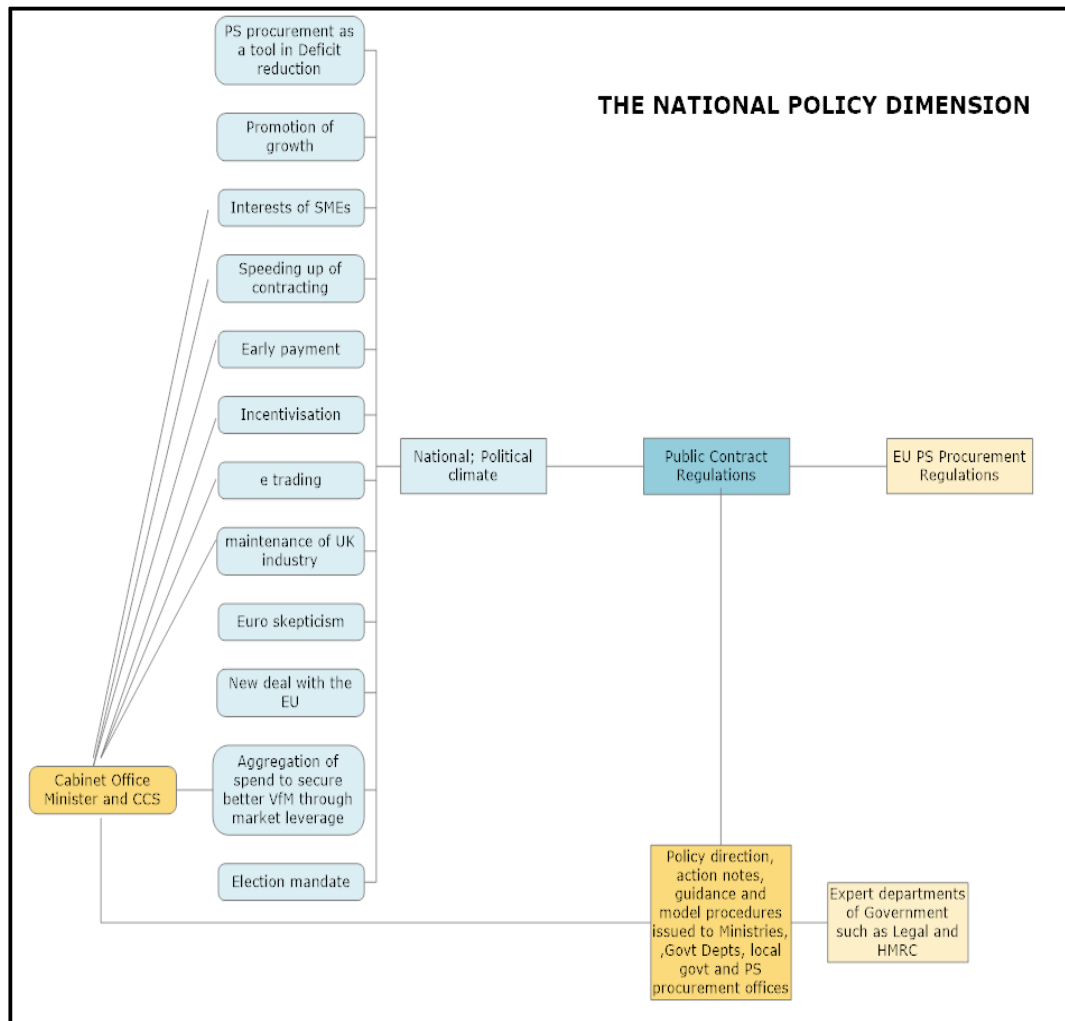 PS procurement as
a tool in Deficit
reduction
THE NATIONAL POLICY DIMENSION
Promotion of
growth
Interests of SMEs
Speeding up of
contracting
Early payment
Incentivisation
e trading
maintenance of UK
industry
Euro skepticism
New deal with the
EU
Aggregation of
spend to secure
better VfM through
market leverage
Election mandate
Cabinet Office
Minister and CCS
National; Political
climate
Public Contract
Regulations
EU PS Procurement
Regulations
Policy direction,
action notes,
guidance and
model procedures
issued to Ministries,
,Govt Depts, local
govt and PS
procurement offices
Expert departments
of Government
such as Legal and
HMRC